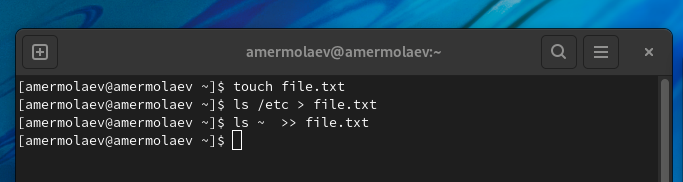 amermolaev@amermolaev:~
[amermolaev@amermolaev ~]$ touch file.txt
[amermolaev@amermolaev ~]$ ls /etc > file.txt
[amermolaev@amermolaev ~]$ ls ~  >> file.txt
[amermolaev@amermolaev ~]$